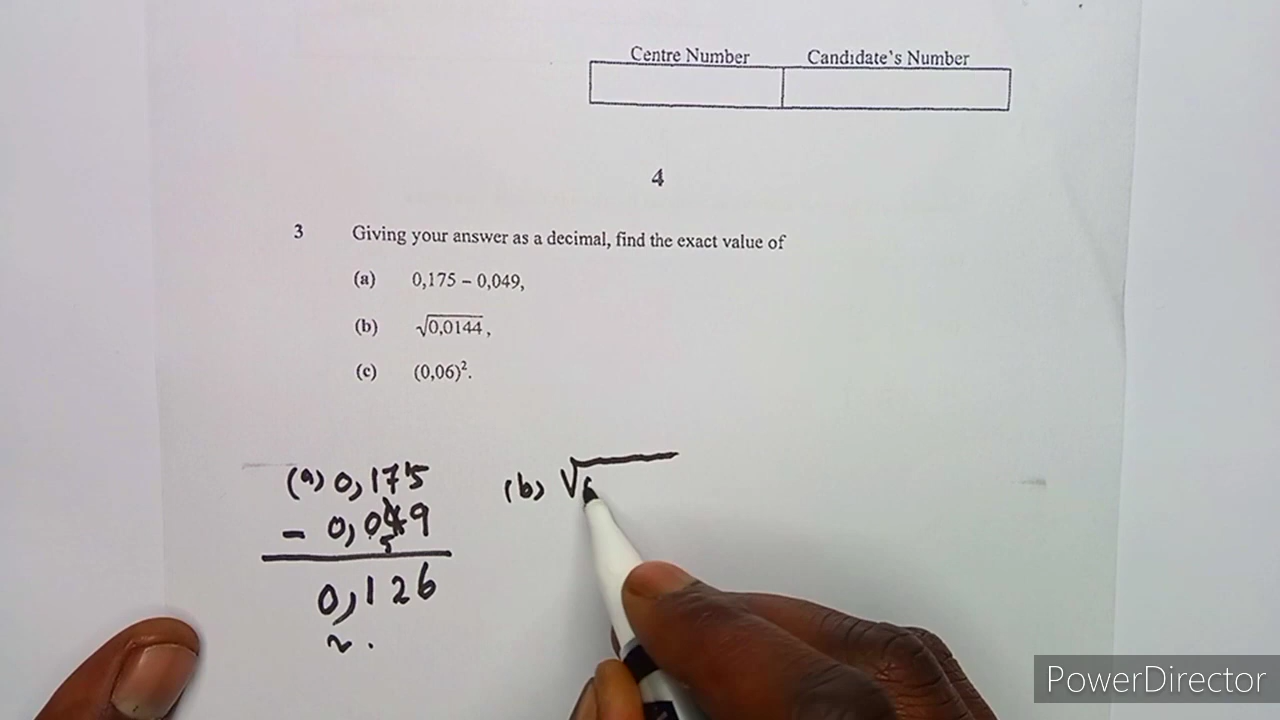 Centre Number Candidate's Number
4
3 Giving your answer as a decimal, find the exact value of
(a) 0,175 – 0,049,
(b) √0,0144,
(c) (0,06)².
(a) 0,175
- 0,049
5
0,126
(b) √
PowerDirector